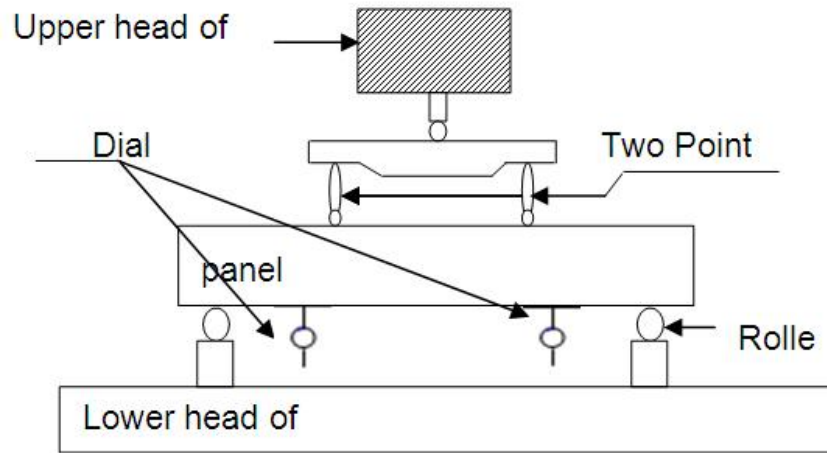 Upper head of
Dial
Two Point
panel
Rolle
Lower head of